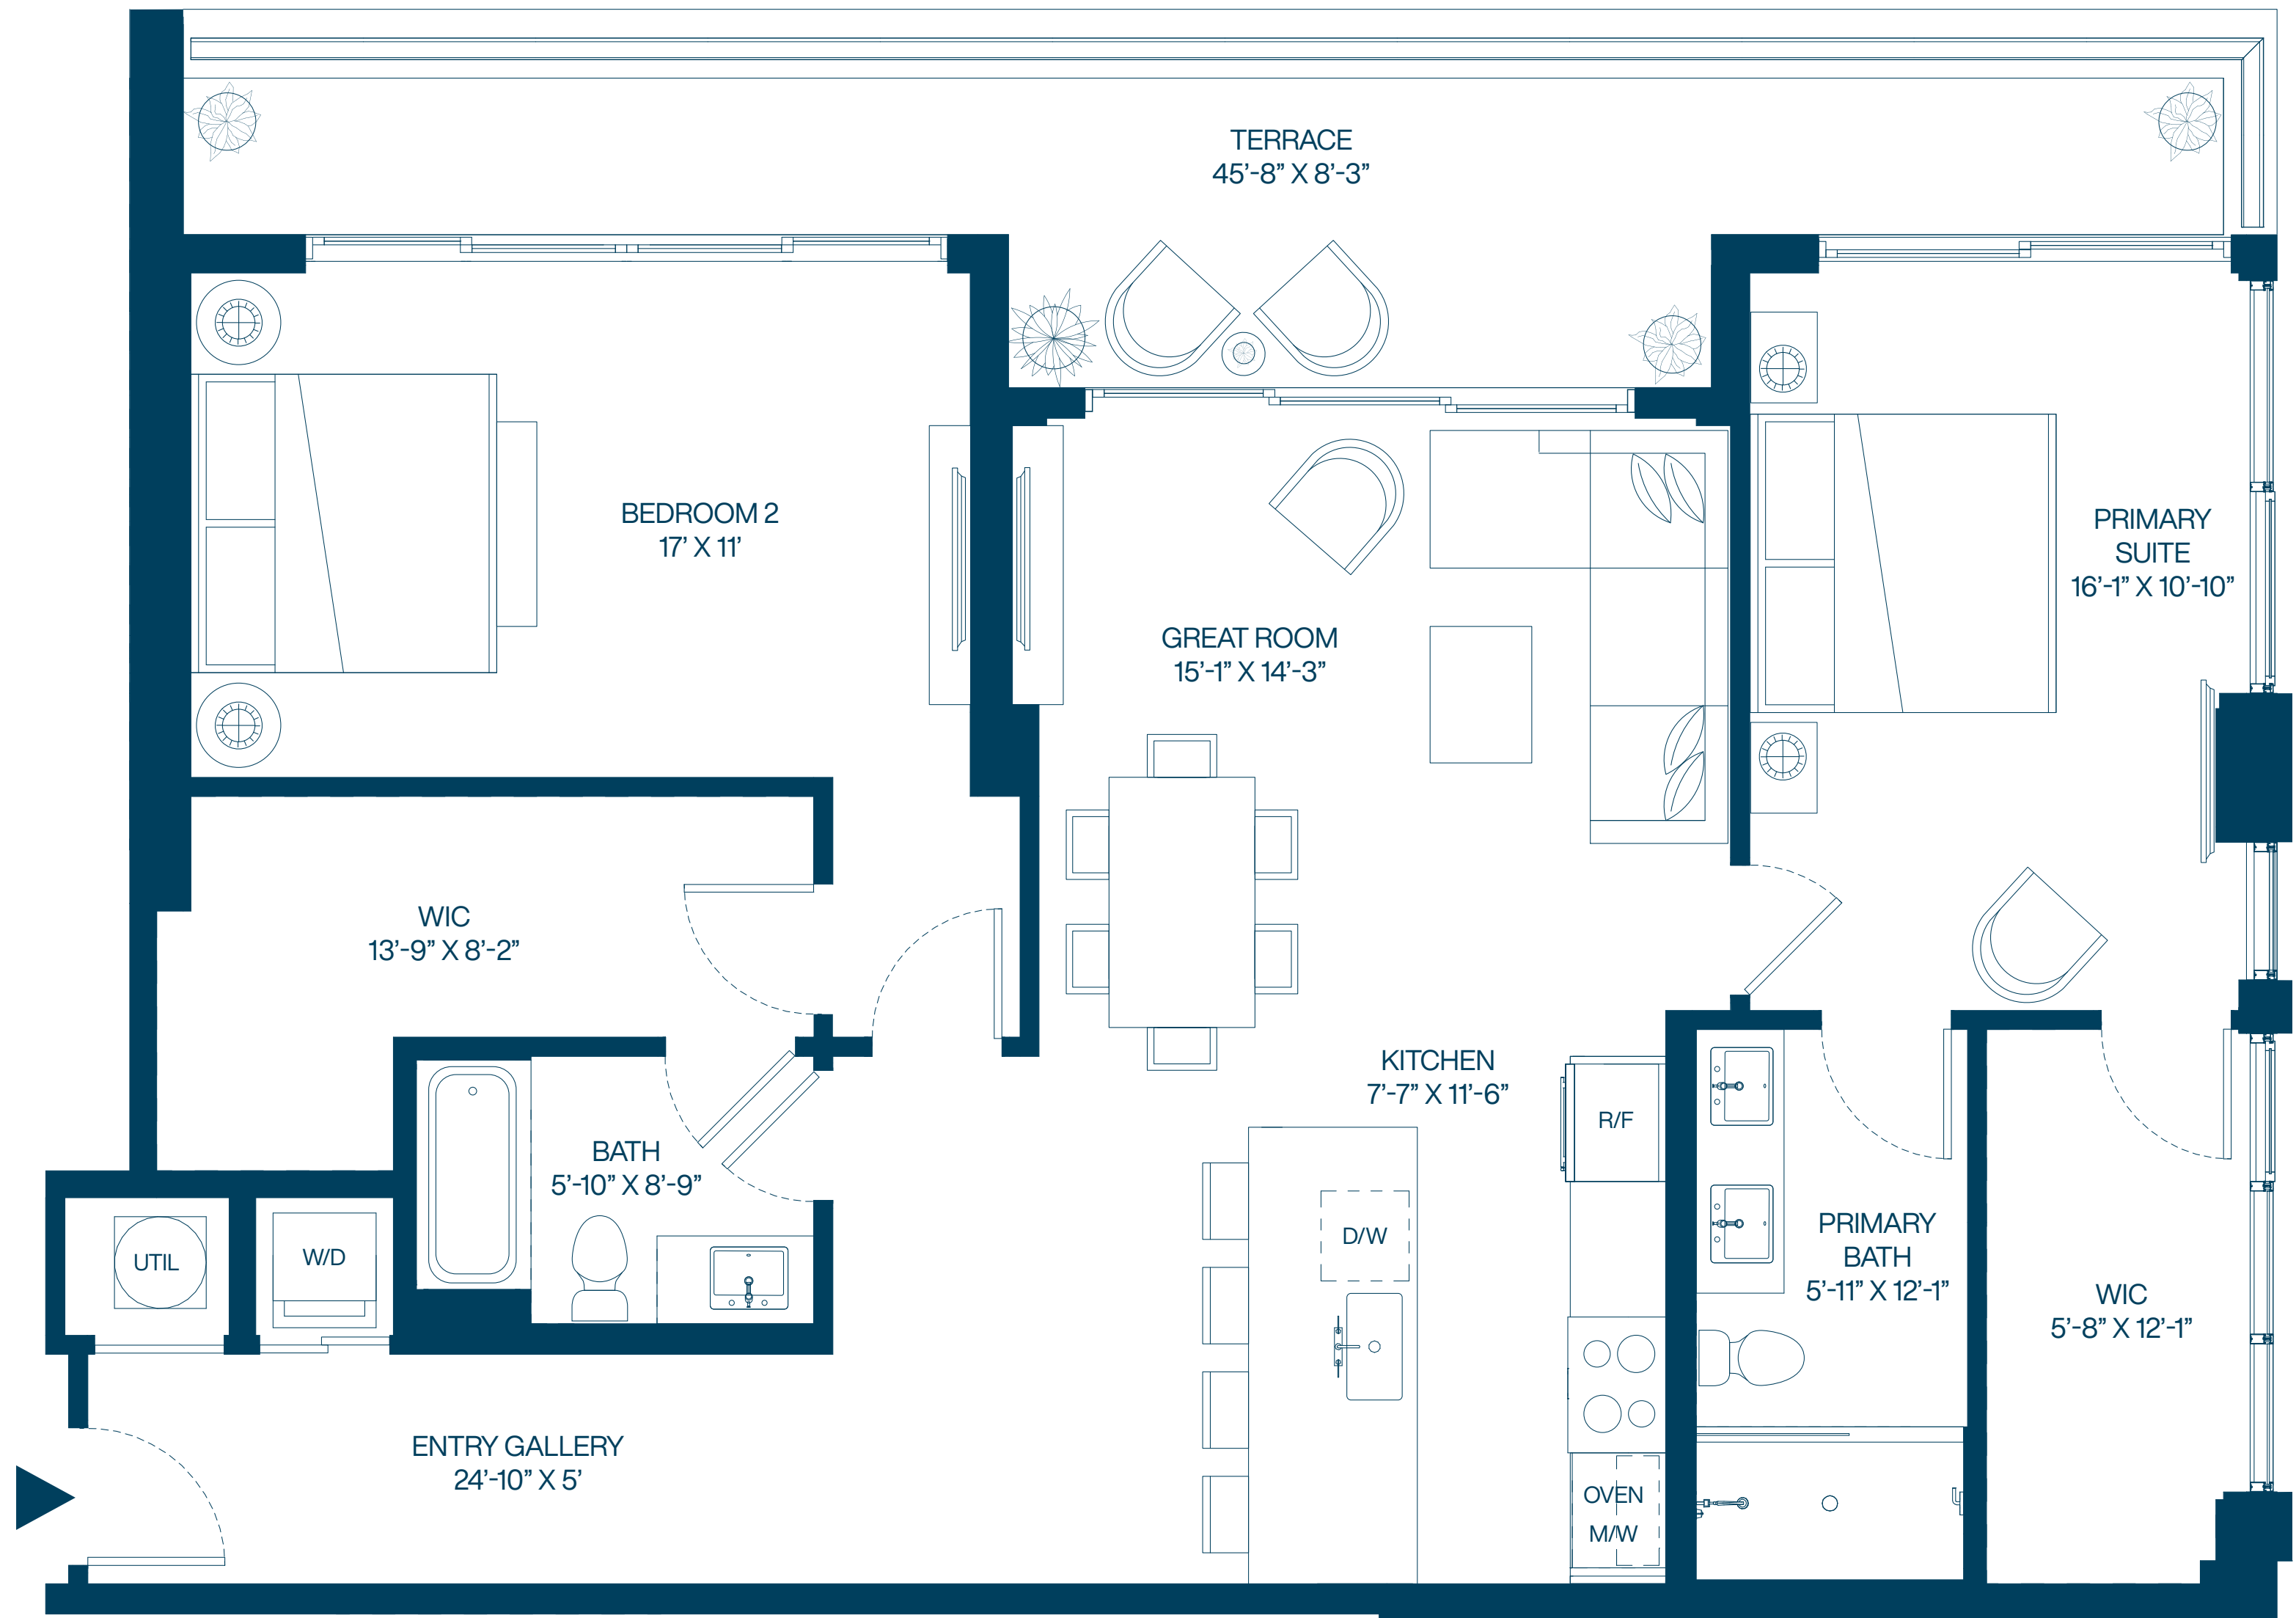 TERRACE
45’-8” X 8’-3”
BEDROOM 2
17’ X 11’
PRIMARY
SUITE
16’-1” X 10’-10”
GREAT ROOM
15’-1” X 14’-3”
WIC
13’-9” X 8’-2”
KITCHEN
7’-7” X 11’-6”
R/F
BATH
5’-10” X 8’-9”
D/W
PRIMARY
BATH
5’-11” X 12’-1”
UTIL
W/D
WIC
5’-8” X 12’-1”
ENTRY GALLERY
24’-10” X 5’
OVEN
M/W